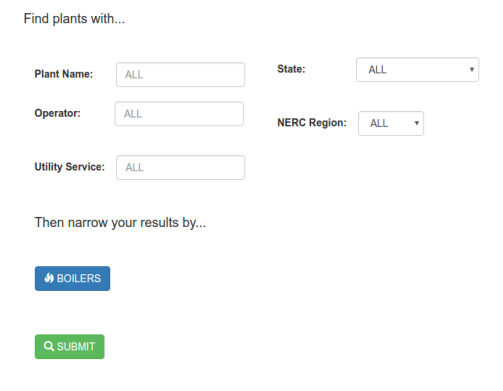 Find plants with...
Plant Name: ALL
State: ALL
Operator: ALL
NERC Region: ALL
Utility Service: ALL
Then narrow your results by...
BOILERS
SUBMIT